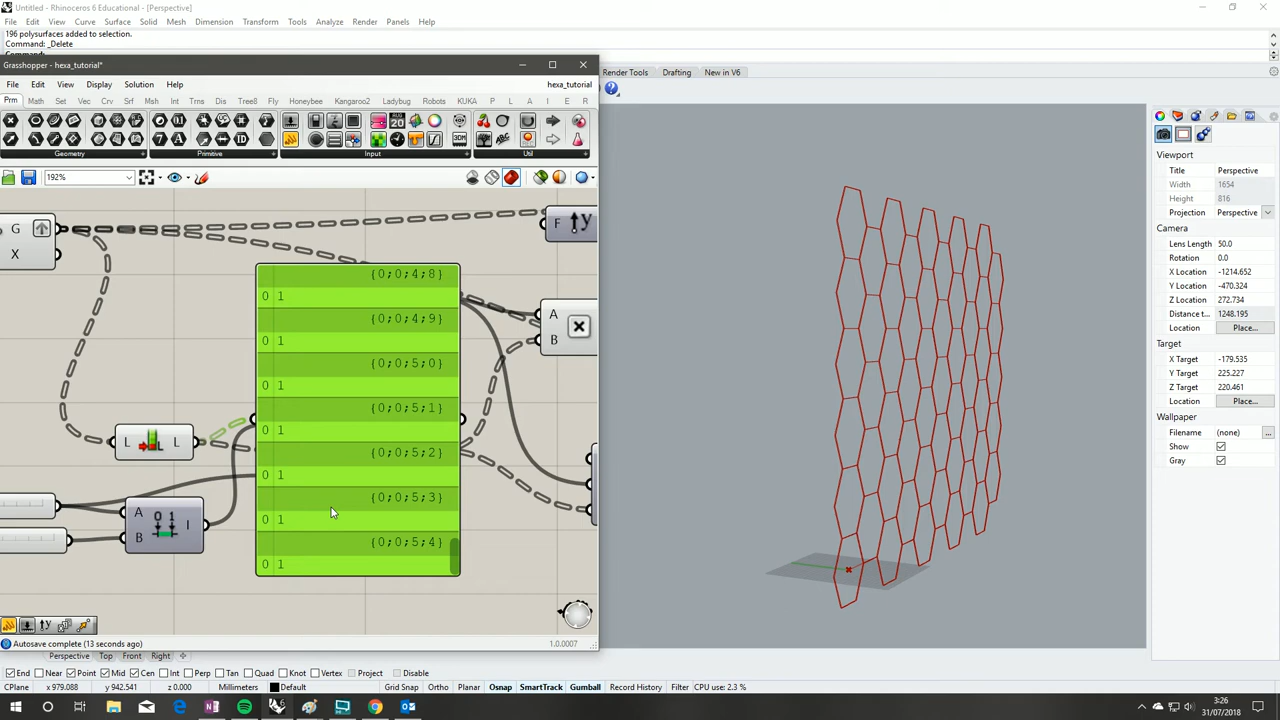 Untitled - Rhinoceros 6 Educational - [Perspective]
File Edit View Curve Surface Solid Mesh Dimension Transform Tools Analyze Render Panels Help
196 polysurfaces added to selection.
Command: _Delete
Command:
Grasshopper - hexa_tutorial*
Render Tools Drafting New in V6
File Edit View Display Solution Help hexa_tutorial
Prm Math Set Vec Crv Srf Msh Int Trns Dis Tree8 Fly Honeybee Kangaroo2 Ladybug Robots KUKA P L A I E R
Geometry Primitive Input Util
192%
G
X
F
{0;0;4;8}
0 1
{0;0;4;9}
0 1
{0;0;5;0}
0 1
{0;0;5;1}
0 1
{0;0;5;2}
0 1
{0;0;5;3}
0 1
{0;0;5;4}
0 1
A
B
L L
A
B
0 1
I
Autosave complete (13 seconds ago) 1.0.0007
Viewport
Title Perspective
Width 1654
Height 816
Projection Perspective
Camera
Lens Length 50.0
Rotation 0.0
X Location -1214.652
Y Location -470.324
Z Location 272.734
Distance t... 1248.195
Location Place...
Target
X Target -179.535
Y Target 225.227
Z Target 220.461
Location Place...
Wallpaper
Filename (none) ...
Show
Gray
Perspective Top Front Right
End Near Point Mid Cen Int Perp Tan Quad Knot Vertex Project Disable
CPlane x 979.088 y 942.541 z 0.000 Millimeters Default Grid Snap Ortho Planar Osnap SmartTrack Gumball Record History Filter CPU use: 2.3 %
3:26
31/07/2018